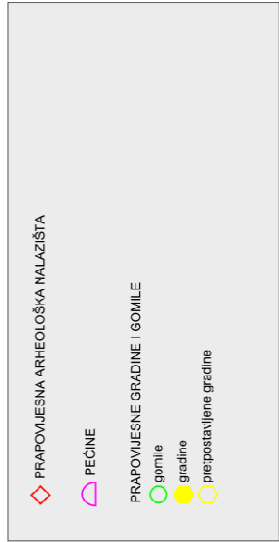 PRAPOVIJESNA ARHEOLOŠKA NALAZIŠTA
PEĆINE
PRAPOVIJESNE GRADINE I GOMILE
gomile
gradine
pretpostavljene gradine